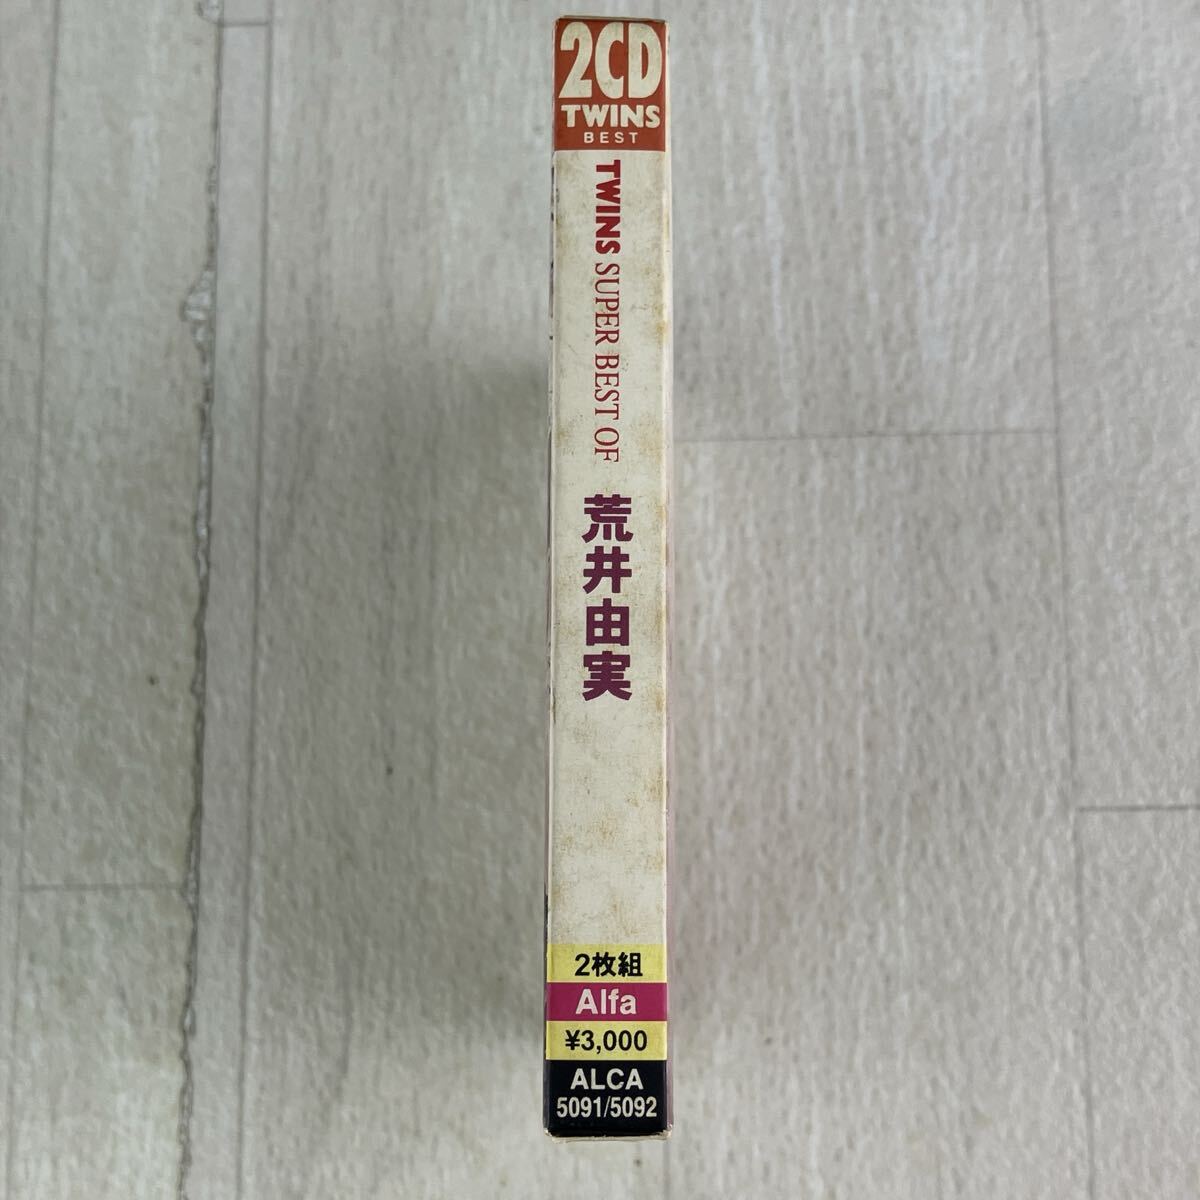 2CD
TWINS
BEST
TWINS SUPER BEST OF 荒井由実
2枚組
Alfa
¥3,000
ALCA
5091/5092